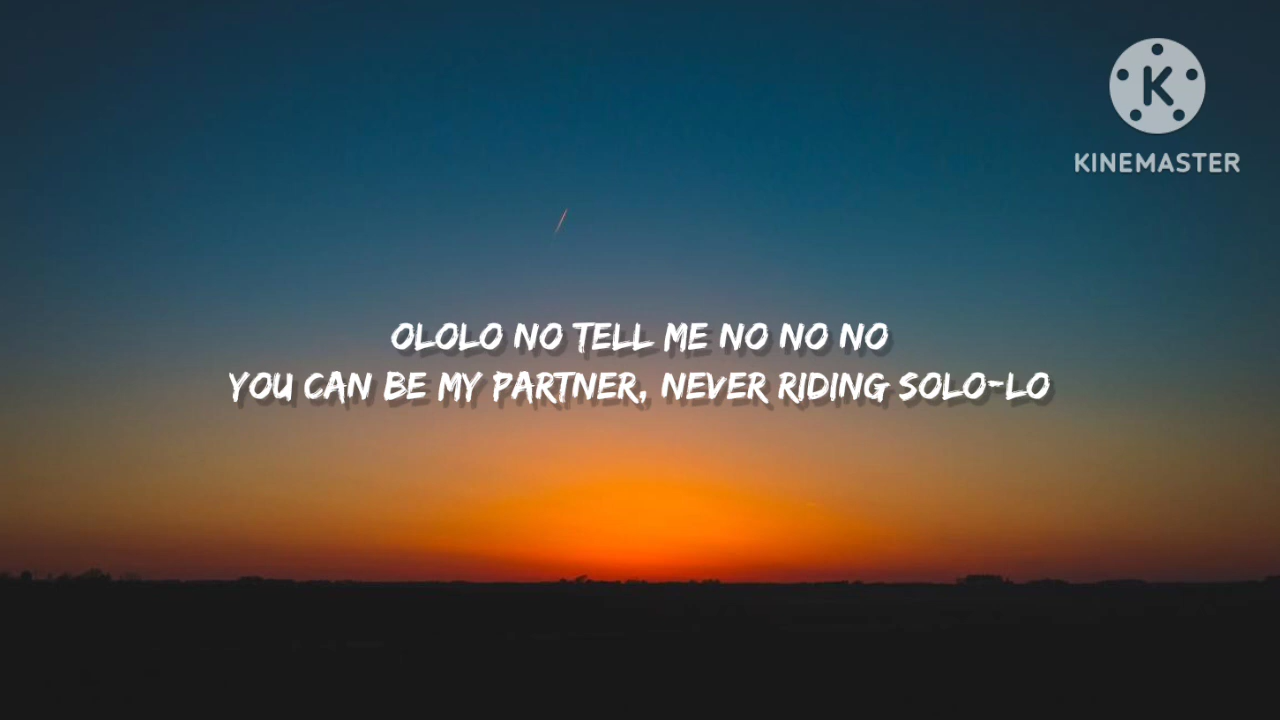 K
KINEMASTER
OLOLO NO TELL ME NO NO NO
YOU CAN BE MY PARTNER, NEVER RIDING SOLO-LO